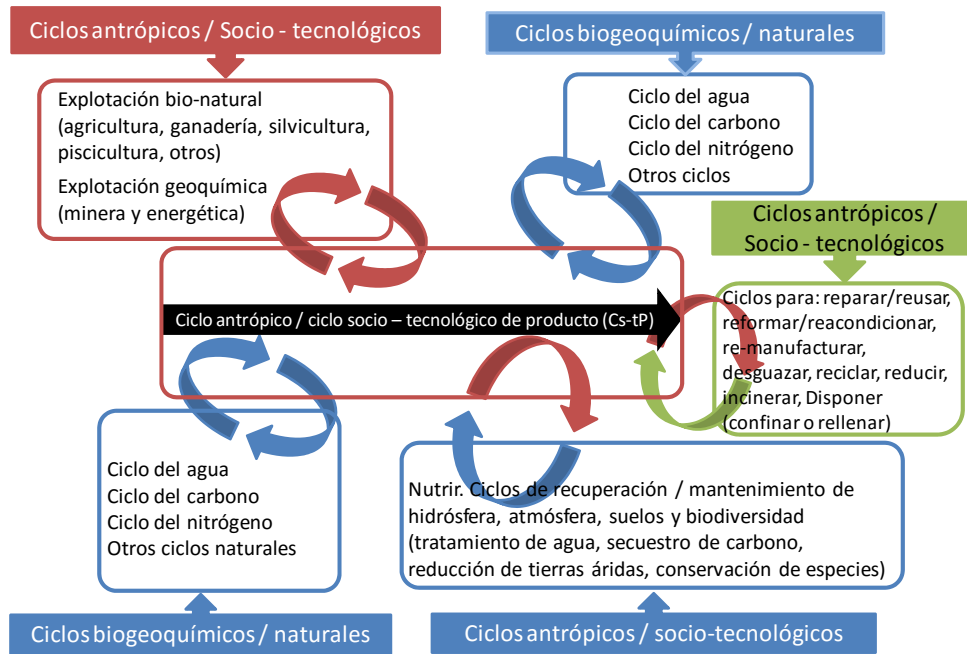 Ciclos antrópicos / Socio - tecnológicos
Explotación bio-natural
(agricultura, ganadería, silvicultura,
piscicultura, otros)
Explotación geoquímica
(minera y energética)
Ciclos biogeoquímicos / naturales
Ciclo del agua
Ciclo del carbono
Ciclo del nitrógeno
Otros ciclos
Ciclos antrópicos /
Socio - tecnológicos
Ciclos para: reparar/reusar,
reformar/reacondicionar,
re-manufacturar,
desguazar, reciclar, reducir,
incinerar, Disponer
(confinar o rellenar)
Ciclo antrópico / ciclo socio – tecnológico de producto (Cs-tP)
Ciclo del agua
Ciclo del carbono
Ciclo del nitrógeno
Otros ciclos naturales
Ciclos biogeoquímicos / naturales
Nutrir. Ciclos de recuperación / mantenimiento de
hidrósfera, atmósfera, suelos y biodiversidad
(tratamiento de agua, secuestro de carbono,
reducción de tierras áridas, conservación de especies)
Ciclos antrópicos / socio-tecnológicos